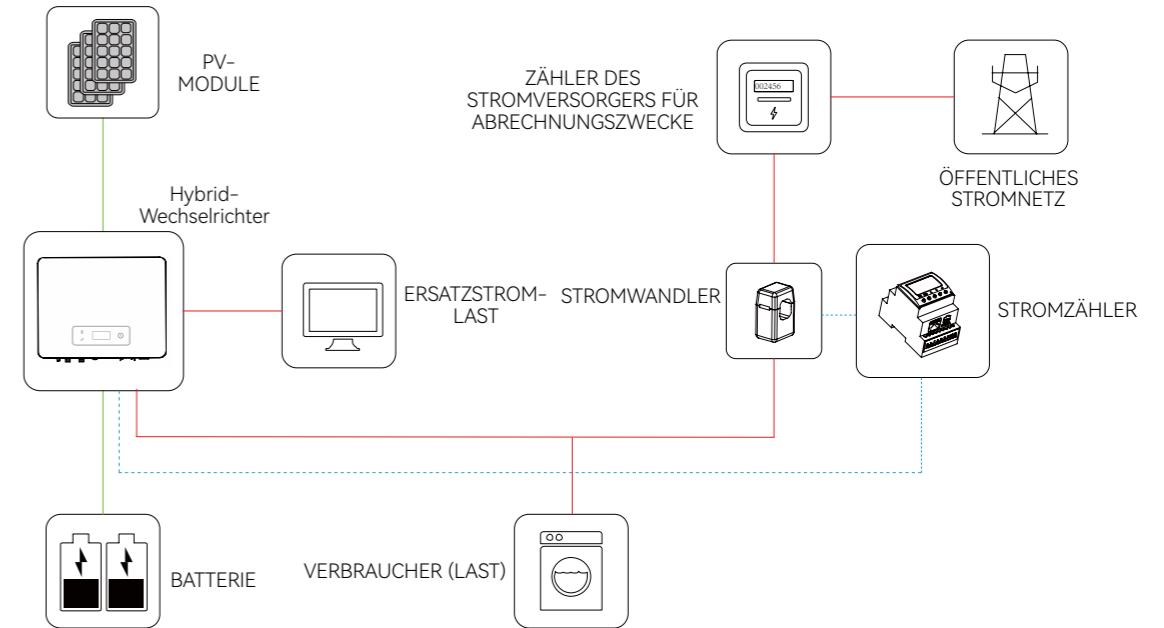 PV-
MODULE
ZÄHLER DES
STROMVERSORGERS FÜR
ABRECHNUNGSZWECKE
002456
ÖFFENTLICHES
STROMNETZ
Hybrid-
Wechselrichter
ERSATZSTROM-
LAST
STROMWANDLER
STROMZÄHLER
BATTERIE
VERBRAUCHER (LAST)